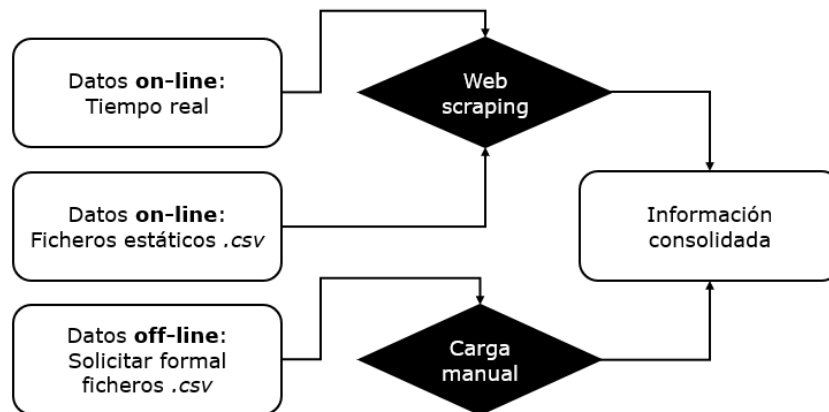 Datos on-line:
Tiempo real
Web
scraping
Datos on-line:
Ficheros estáticos .csv
Información
consolidada
Datos off-line:
Solicitar formal
ficheros .csv
Carga
manual